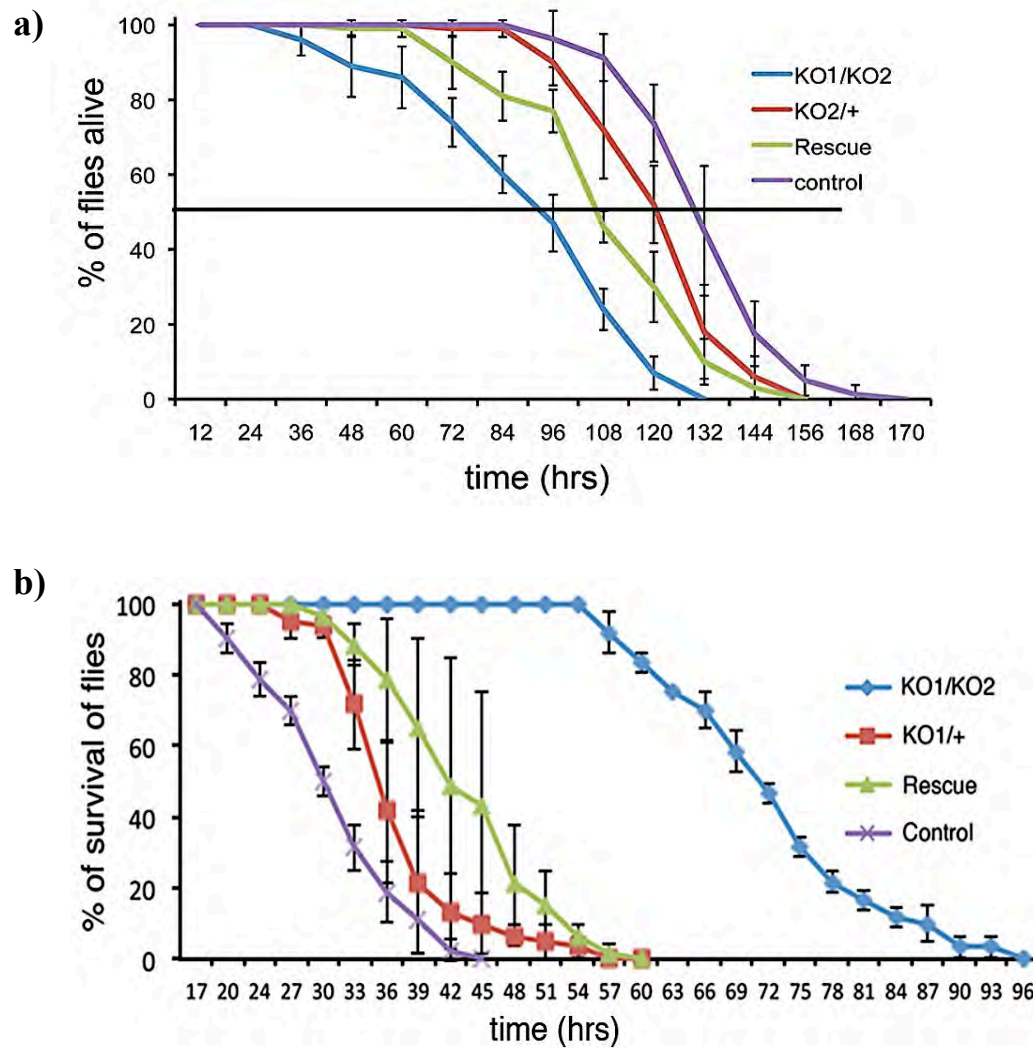 a)
% of flies alive
100
80
60
40
20
0
KO1/KO2
KO2/+
Rescue
control
12 24 36 48 60 72 84 96 108 120 132 144 156 168 170
time (hrs)
b)
% of survival of flies
100
80
60
40
20
0
KO1/KO2
KO1/+
Rescue
Control
17 20 24 27 30 33 36 39 42 45 48 51 54 57 60 63 66 69 72 75 78 81 84 87 90 93 96
time (hrs)